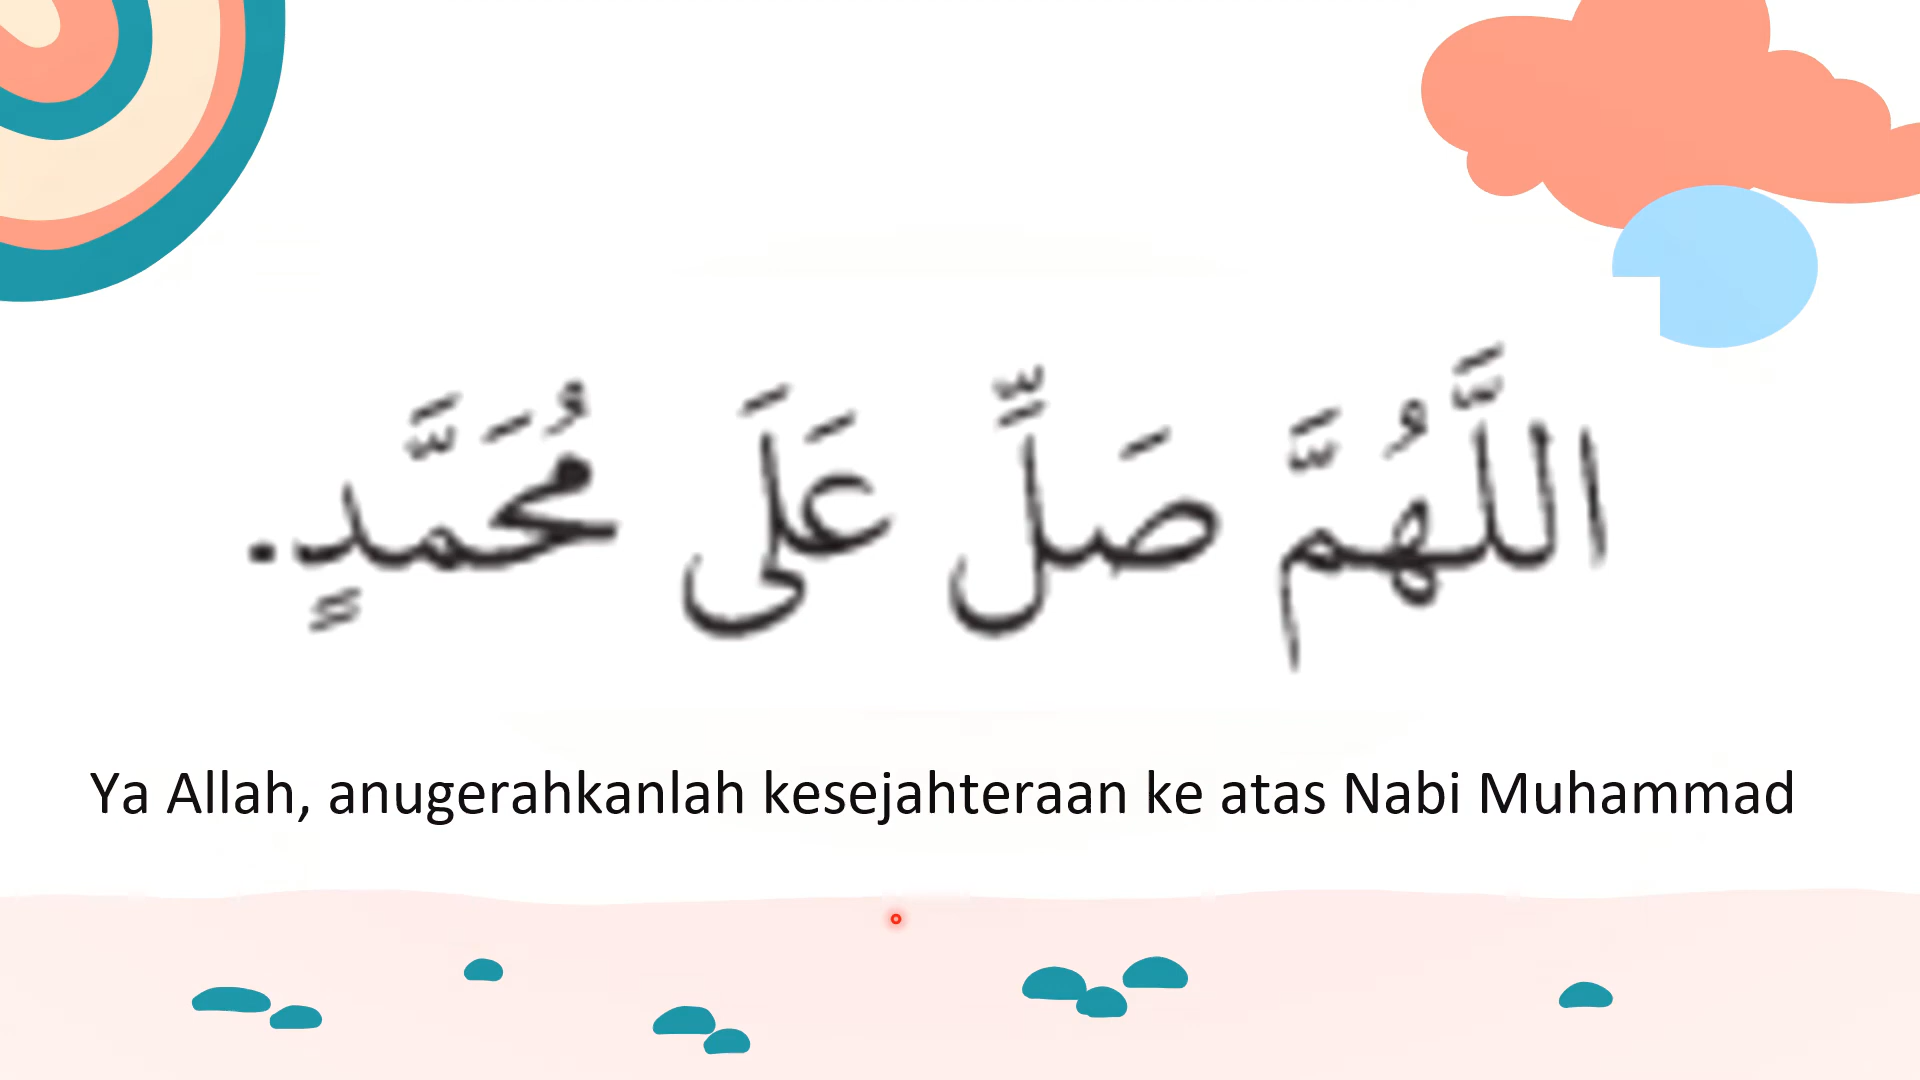 اللَّهُمَّ صَلِّ عَلَى مُحَمَّدٍ.
Ya Allah, anugerahkanlah kesejahteraan ke atas Nabi Muhammad